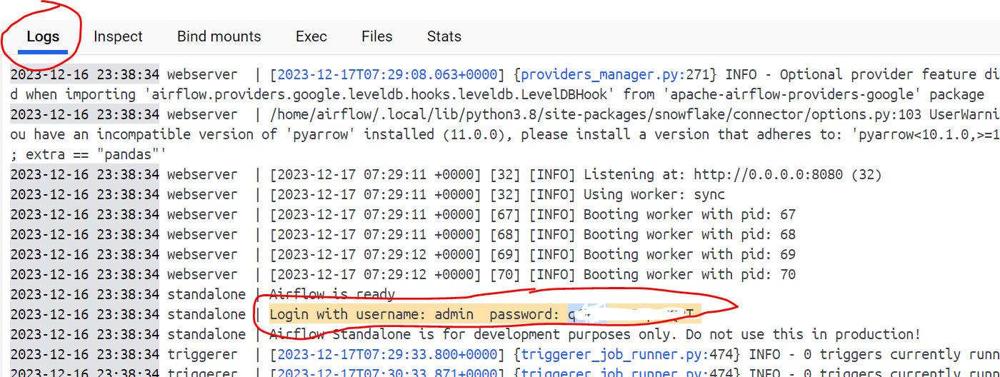 Logs Inspect Bind mounts Exec Files Stats
2023-12-16 23:38:34 webserver | [2023-12-17T07:29:08.063+0000] {providers_manager.py:271} INFO - Optional provider feature di
d when importing 'airflow.providers.google.leveldb.hooks.leveldb.LevelDBHook' from 'apache-airflow-providers-google' package
2023-12-16 23:38:34 webserver | /home/airflow/.local/lib/python3.8/site-packages/snowflake/connector/options.py:103 UserWarni
ou have an incompatible version of 'pyarrow' installed (11.0.0), please install a version that adheres to: 'pyarrow<10.1.0,>=1
; extra == "pandas"'
2023-12-16 23:38:34 webserver | [2023-12-17 07:29:11 +0000] [32] [INFO] Listening at: http://0.0.0.0:8080 (32)
2023-12-16 23:38:34 webserver | [2023-12-17 07:29:11 +0000] [32] [INFO] Using worker: sync
2023-12-16 23:38:34 webserver | [2023-12-17 07:29:11 +0000] [67] [INFO] Booting worker with pid: 67
2023-12-16 23:38:34 webserver | [2023-12-17 07:29:11 +0000] [68] [INFO] Booting worker with pid: 68
2023-12-16 23:38:34 webserver | [2023-12-17 07:29:12 +0000] [69] [INFO] Booting worker with pid: 69
2023-12-16 23:38:34 webserver | [2023-12-17 07:29:12 +0000] [70] [INFO] Booting worker with pid: 70
2023-12-16 23:38:34 standalone | Airflow is ready
2023-12-16 23:38:34 standalone | Login with username: admin password:
2023-12-16 23:38:34 standalone | Airflow Standalone is for development purposes only. Do not use this in production!
2023-12-16 23:38:34 triggerer | [2023-12-17T07:29:33.800+0000] {triggerer_job_runner.py:474} INFO - 0 triggers currently runn
2023-12-16 23:38:34 triggerer | [2023-12-17T07:30:33.871+0000] {triggerer_job_runner.py:474} INFO - 0 triggers currently runn